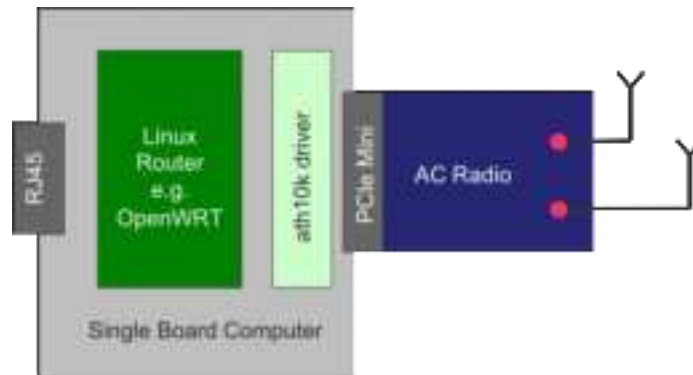 RJ45
Linux
Router
e.g.
OpenWRT
ath10k driver
PCIe Mini
AC Radio
Single Board Computer